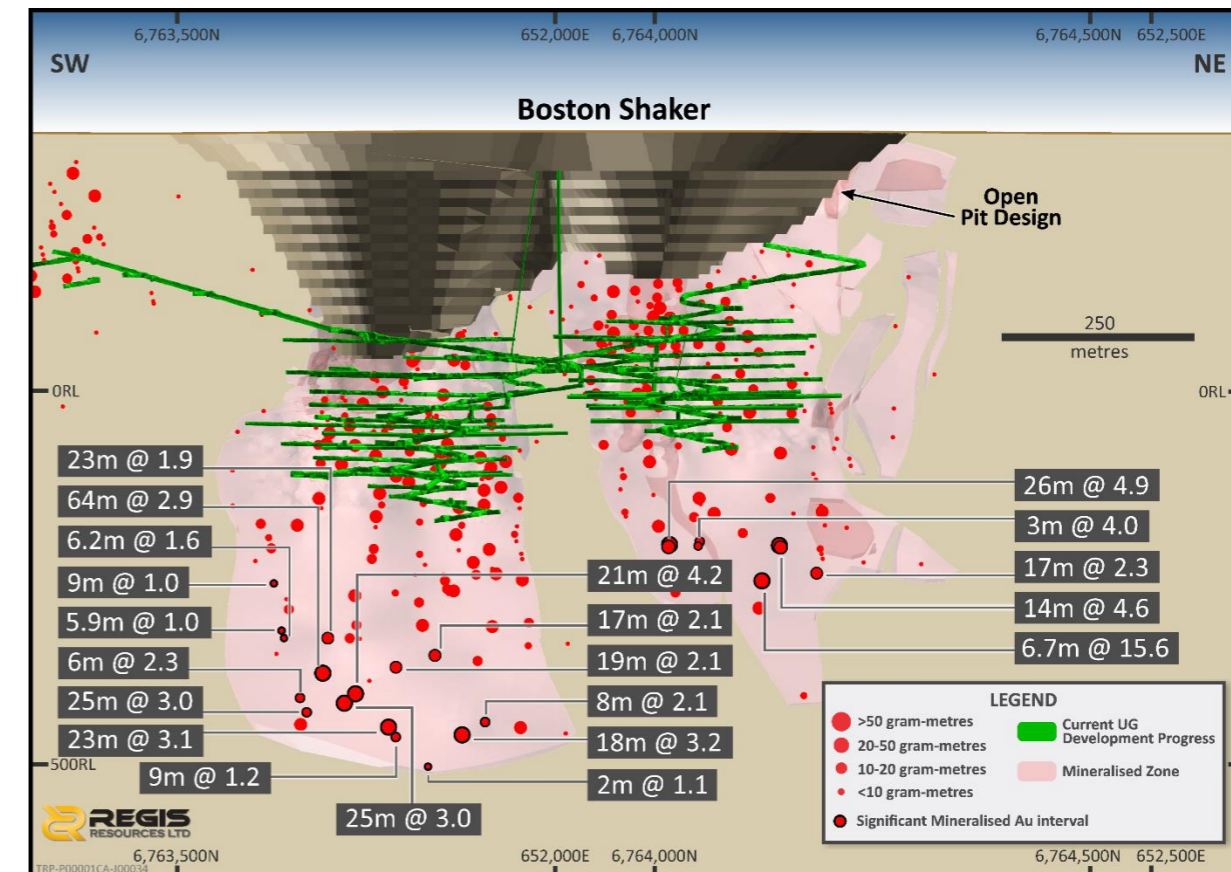 6,763,500N
652,000E
6,764,000N
6,764,500N
652,500E
SW
NE
Boston Shaker
Open
Pit Design
250
metres
0RL
0RL
23m @ 1.9
64m @ 2.9
6.2m @ 1.6
9m @ 1.0
5.9m @ 1.0
6m @ 2.3
25m @ 3.0
23m @ 3.1
9m @ 1.2
25m @ 3.0
21m @ 4.2
17m @ 2.1
19m @ 2.1
8m @ 2.1
18m @ 3.2
2m @ 1.1
26m @ 4.9
3m @ 4.0
17m @ 2.3
14m @ 4.6
6.7m @ 15.6
500RL
LEGEND
>50 gram-metres
20-50 gram-metres
10-20 gram-metres
<10 gram-metres
Current UG
Development Progress
Mineralised Zone
Significant Mineralised Au interval
REGIS
RESOURCES LTD
6,763,500N
652,000E
6,764,000N
6,764,500N
652,500E
TRP-P00001CA-J00034